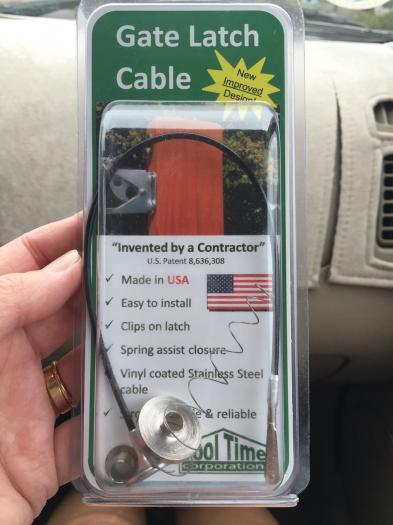 Gate Latch
Cable
New
Improved
Design!
"Invented by a Contractor"
U.S. Patent 8,636,308
✓ Made in USA
✓ Easy to install
✓ Clips on latch
✓ Spring assist closure
Vinyl coated Stainless Steel
cable
✓ & reliable
Time
corporation